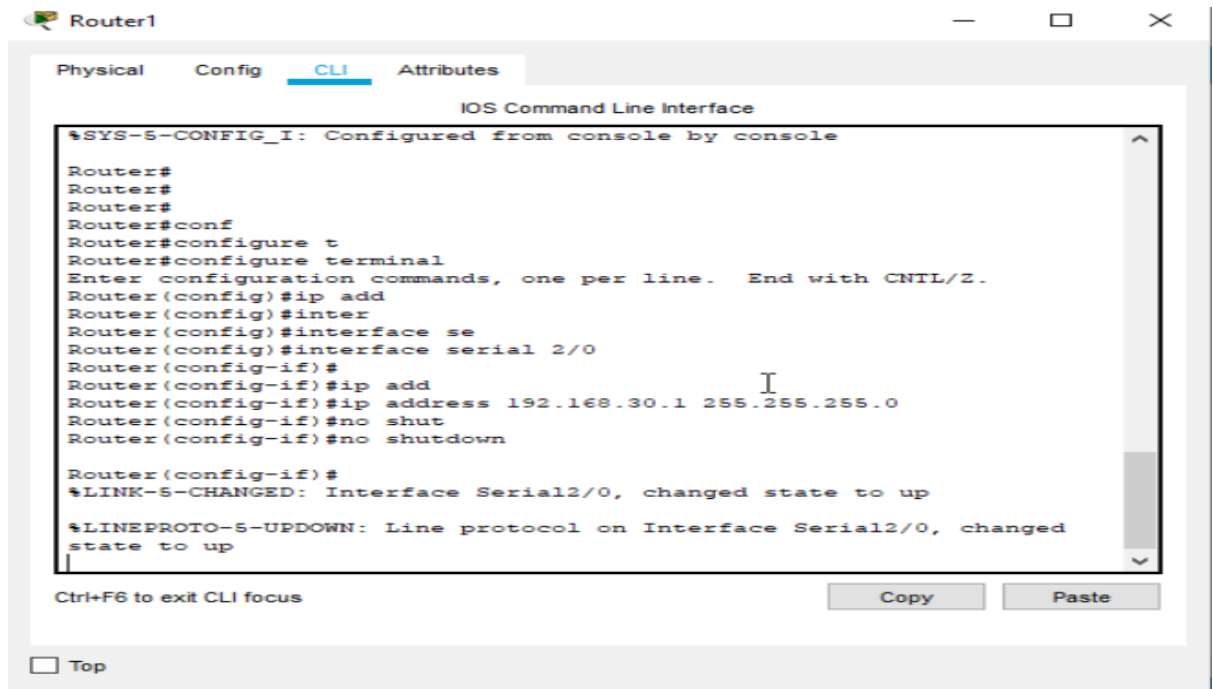 Router1
Physical Config CLI Attributes
IOS Command Line Interface
%SYS-5-CONFIG_I: Configured from console by console
Router#
Router#
Router#
Router#conf
Router#configure t
Router#configure terminal
Enter configuration commands, one per line.  End with CNTL/Z.
Router(config)#ip add
Router(config)#inter
Router(config)#interface se
Router(config)#interface serial 2/0
Router(config-if)#
Router(config-if)#ip add
Router(config-if)#ip address 192.168.30.1 255.255.255.0
Router(config-if)#no shut
Router(config-if)#no shutdown
Router(config-if)#
%LINK-5-CHANGED: Interface Serial2/0, changed state to up
%LINEPROTO-5-UPDOWN: Line protocol on Interface Serial2/0, changed
state to up
Ctrl+F6 to exit CLI focus
Copy Paste
Top